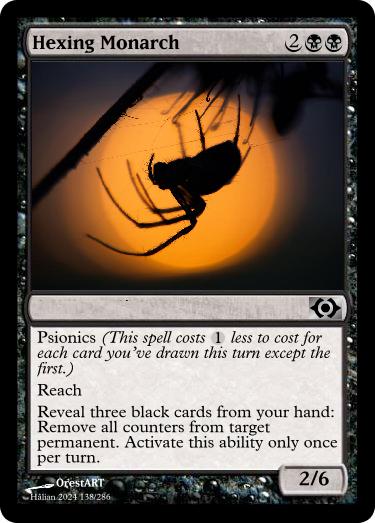 Hexing Monarch 2
Psionics (This spell costs 1 less to cost for
each card you've drawn this turn except the
first.)
Reach
Reveal three black cards from your hand:
Remove all counters from target
permanent. Activate this ability only once
per turn.
2/6
OrestART
Hálian 2024 138/286